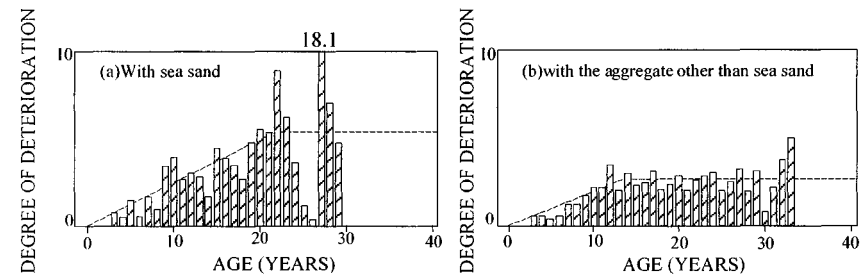 DEGREE OF DETERIORATION
10
0
18.1
(a)With sea sand
0
10
20
30
40
AGE (YEARS)
DEGREE OF DETERIORATION
10
0
(b)with the aggregate other than sea sand
0
10
20
30
40
AGE (YEARS)